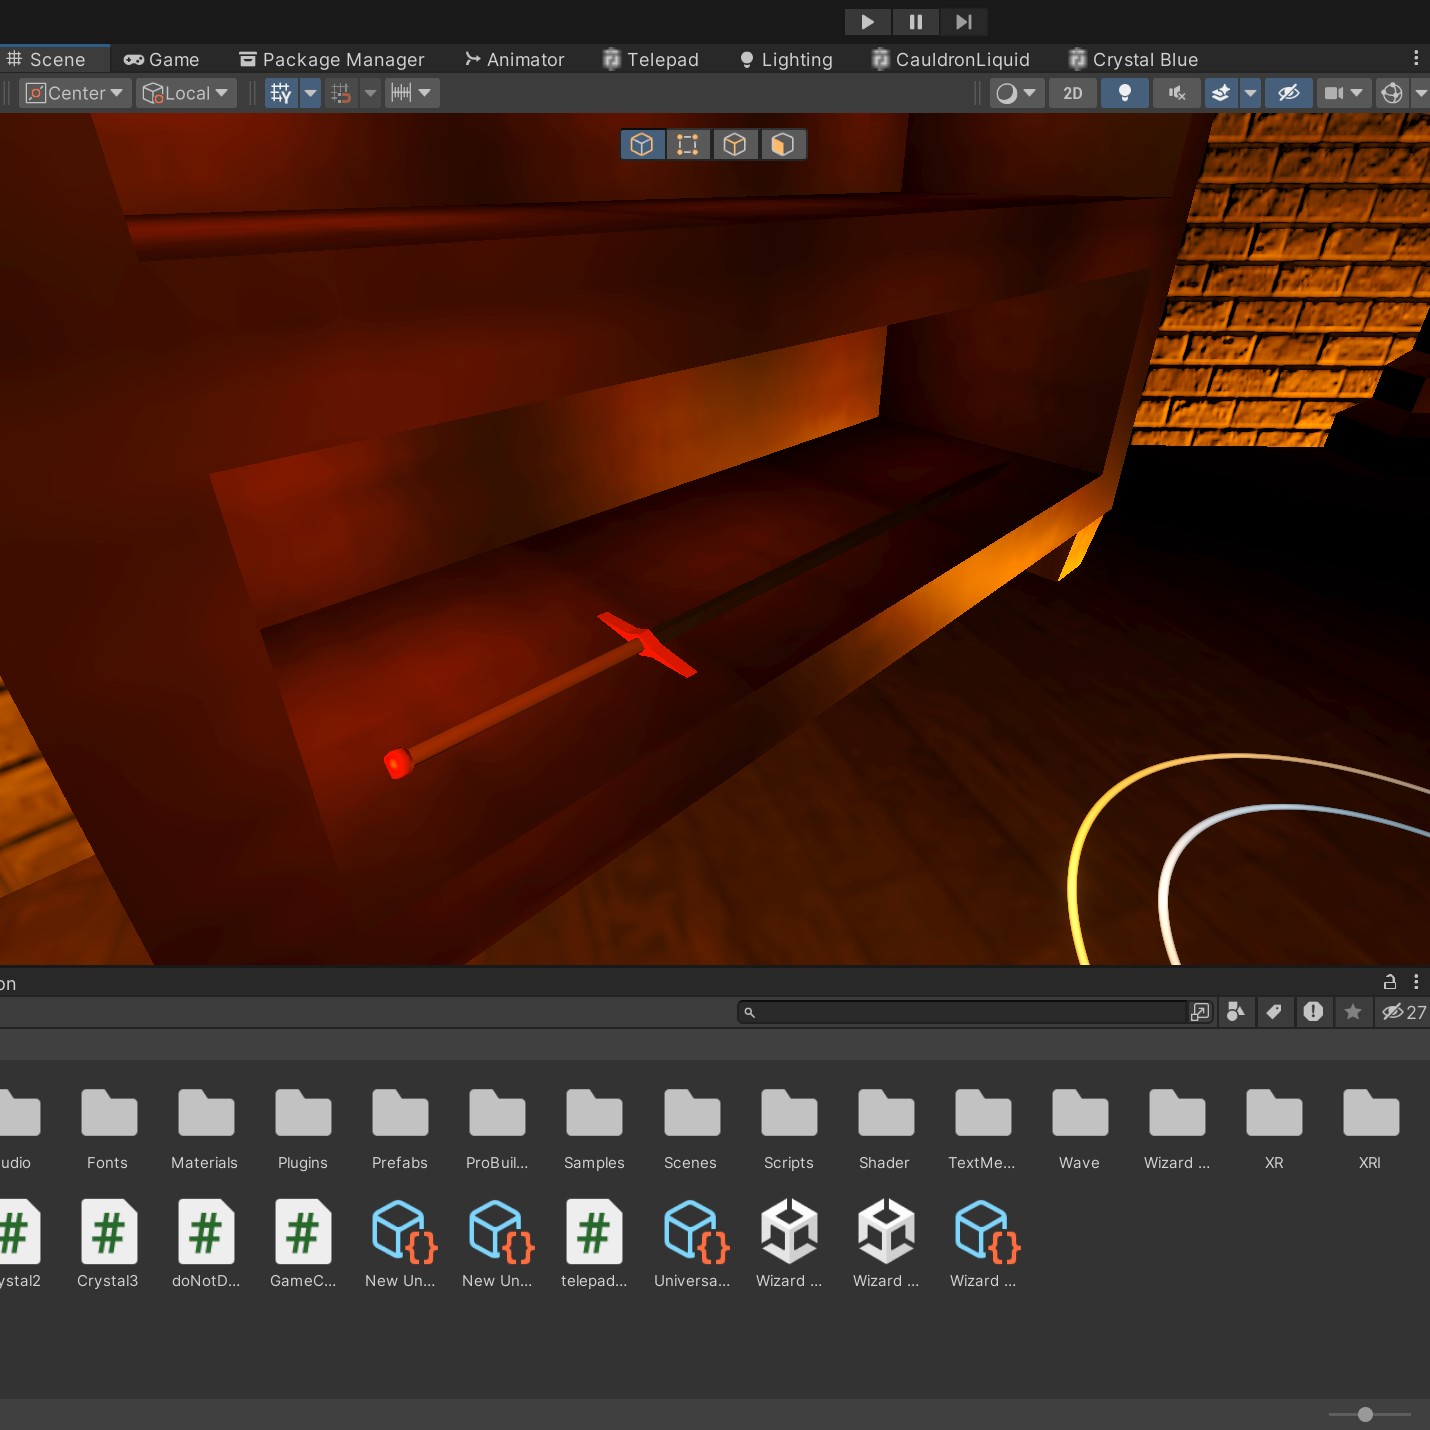 Scene Game Package Manager Animator Telepad Lighting CauldronLiquid Crystal Blue
Center Local 2D
on
27
udio Fonts Materials Plugins Prefabs ProBuil... Samples Scenes Scripts Shader TextMe... Wave Wizard ... XR XRI
ystal2 Crystal3 doNotD... GameC... New Un... New Un... telepad... Universa... Wizard ... Wizard ... Wizard ...